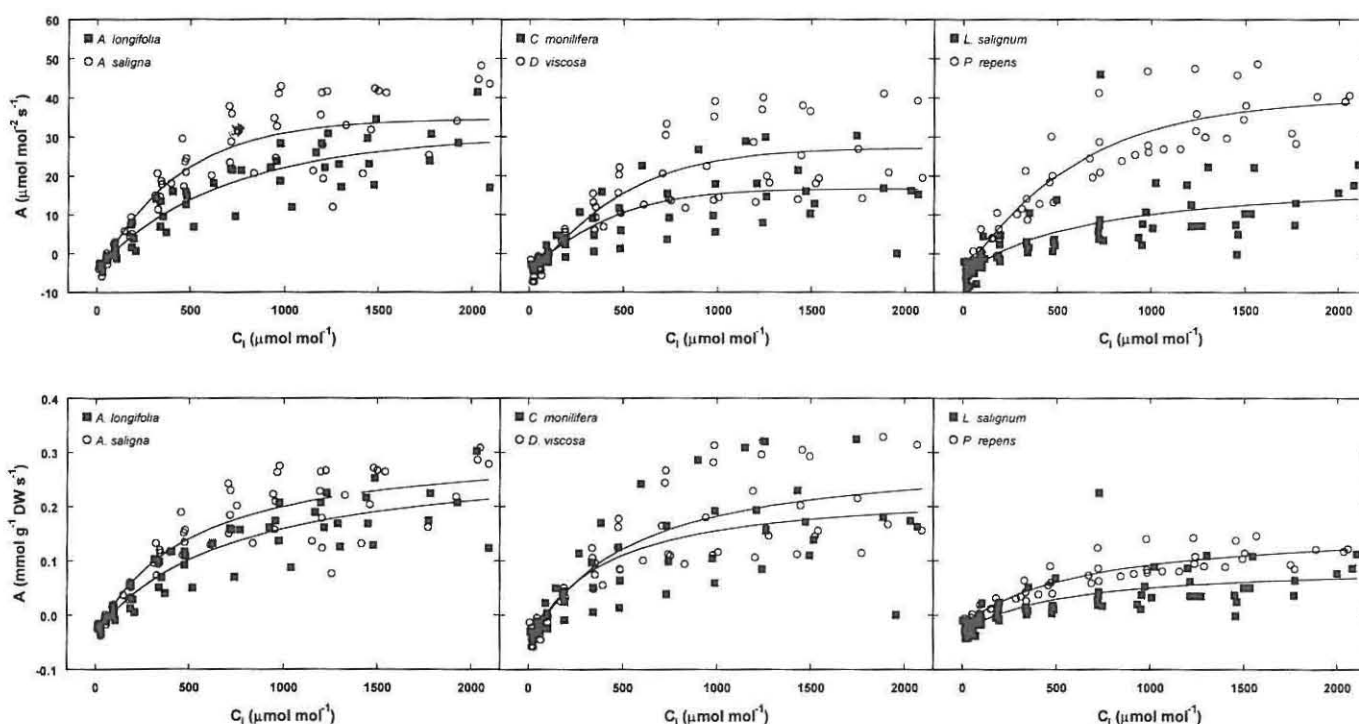 60
50
40
30
20
10
0
-10
A (μmol mol⁻² s⁻¹)
■ A longifolia
○ A saligna
■ C monilifera
○ D viscosa
■ L. salignum
○ P repens
0 500 1000 1500 2000
0 500 1000 1500 2000
0 500 1000 1500 2000
Cᵢ (μmol mol⁻¹)
Cᵢ (μmol mol⁻¹)
Cᵢ (μmol mol⁻¹)
0.4
0.3
0.2
0.1
0.0
-0.1
A (mmol g⁻¹ DW s⁻¹)
■ A. longifolia
○ A. saligna
■ C monilifera
○ D. viscosa
■ L salignum
○ P. repens
0 500 1000 1500 2000
0 500 1000 1500 2000
0 500 1000 1500 2000
Cᵢ (μmol mol⁻¹)
Cᵢ (μmol mol⁻¹)
Cᵢ (μmol mol⁻¹)